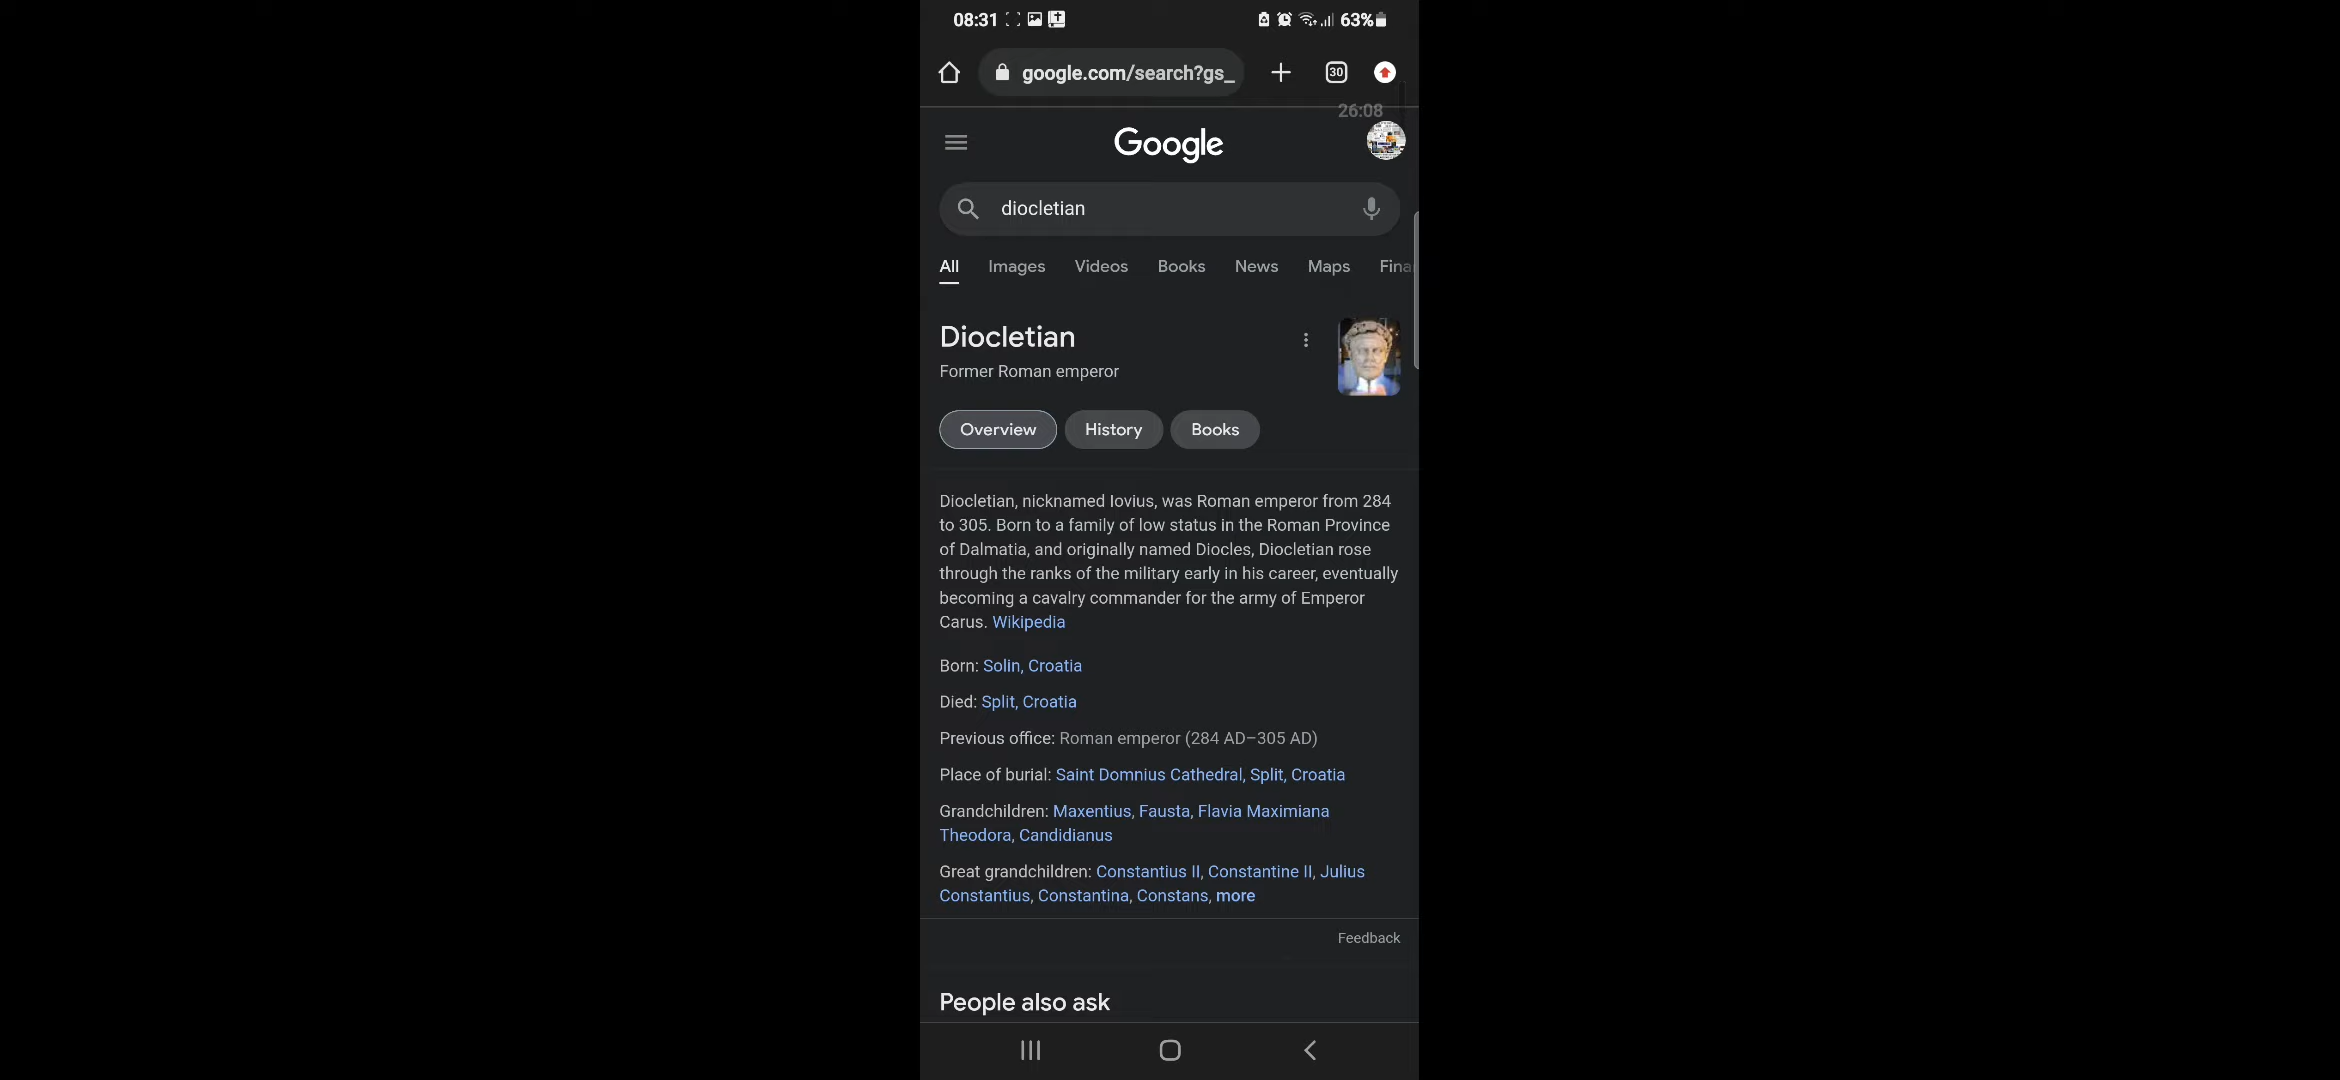 08:31
63%
google.com/search?gs_
30
26:08
Google
diocletian
All Images Videos Books News Maps Fina
Diocletian
Former Roman emperor
Overview History Books
Diocletian, nicknamed Iovius, was Roman emperor from 284
to 305. Born to a family of low status in the Roman Province
of Dalmatia, and originally named Diocles, Diocletian rose
through the ranks of the military early in his career, eventually
becoming a cavalry commander for the army of Emperor
Carus. Wikipedia
Born: Solin, Croatia
Died: Split, Croatia
Previous office: Roman emperor (284 AD–305 AD)
Place of burial: Saint Domnius Cathedral, Split, Croatia
Grandchildren: Maxentius, Fausta, Flavia Maximiana
Theodora, Candidianus
Great grandchildren: Constantius II, Constantine II, Julius
Constantius, Constantina, Constans, more
Feedback
People also ask